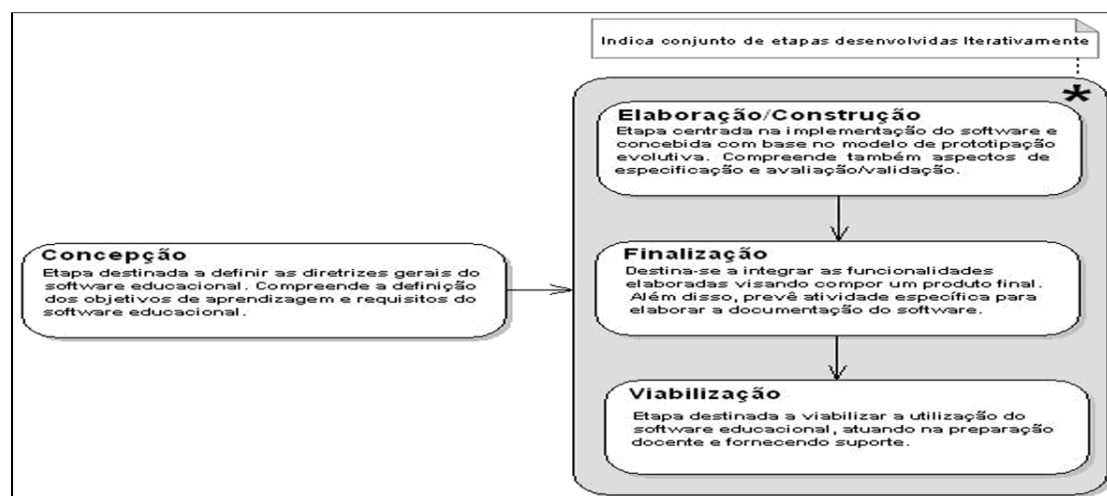 Indica conjunto de etapas desenvolvidas Iterativamente
*
Elaboração/Construção
Etapa centrada na implementação do software e
concebida com base no modelo de prototipação
evolutiva. Compreende também aspectos de
especificação e avaliação/validação.
Concepção
Etapa destinada a definir as diretrizes gerais do
software educacional. Compreende a definição
dos objetivos de aprendizagem e requisitos do
software educacional.
Finalização
Destina-se a integrar as funcionalidades
elaboradas visando compor um produto final.
Além disso, prevê atividade específica para
elaborar a documentação do software.
Viabilização
Etapa destinada a viabilizar a utilização do
software educacional, atuando na preparação
docente e fornecendo suporte.